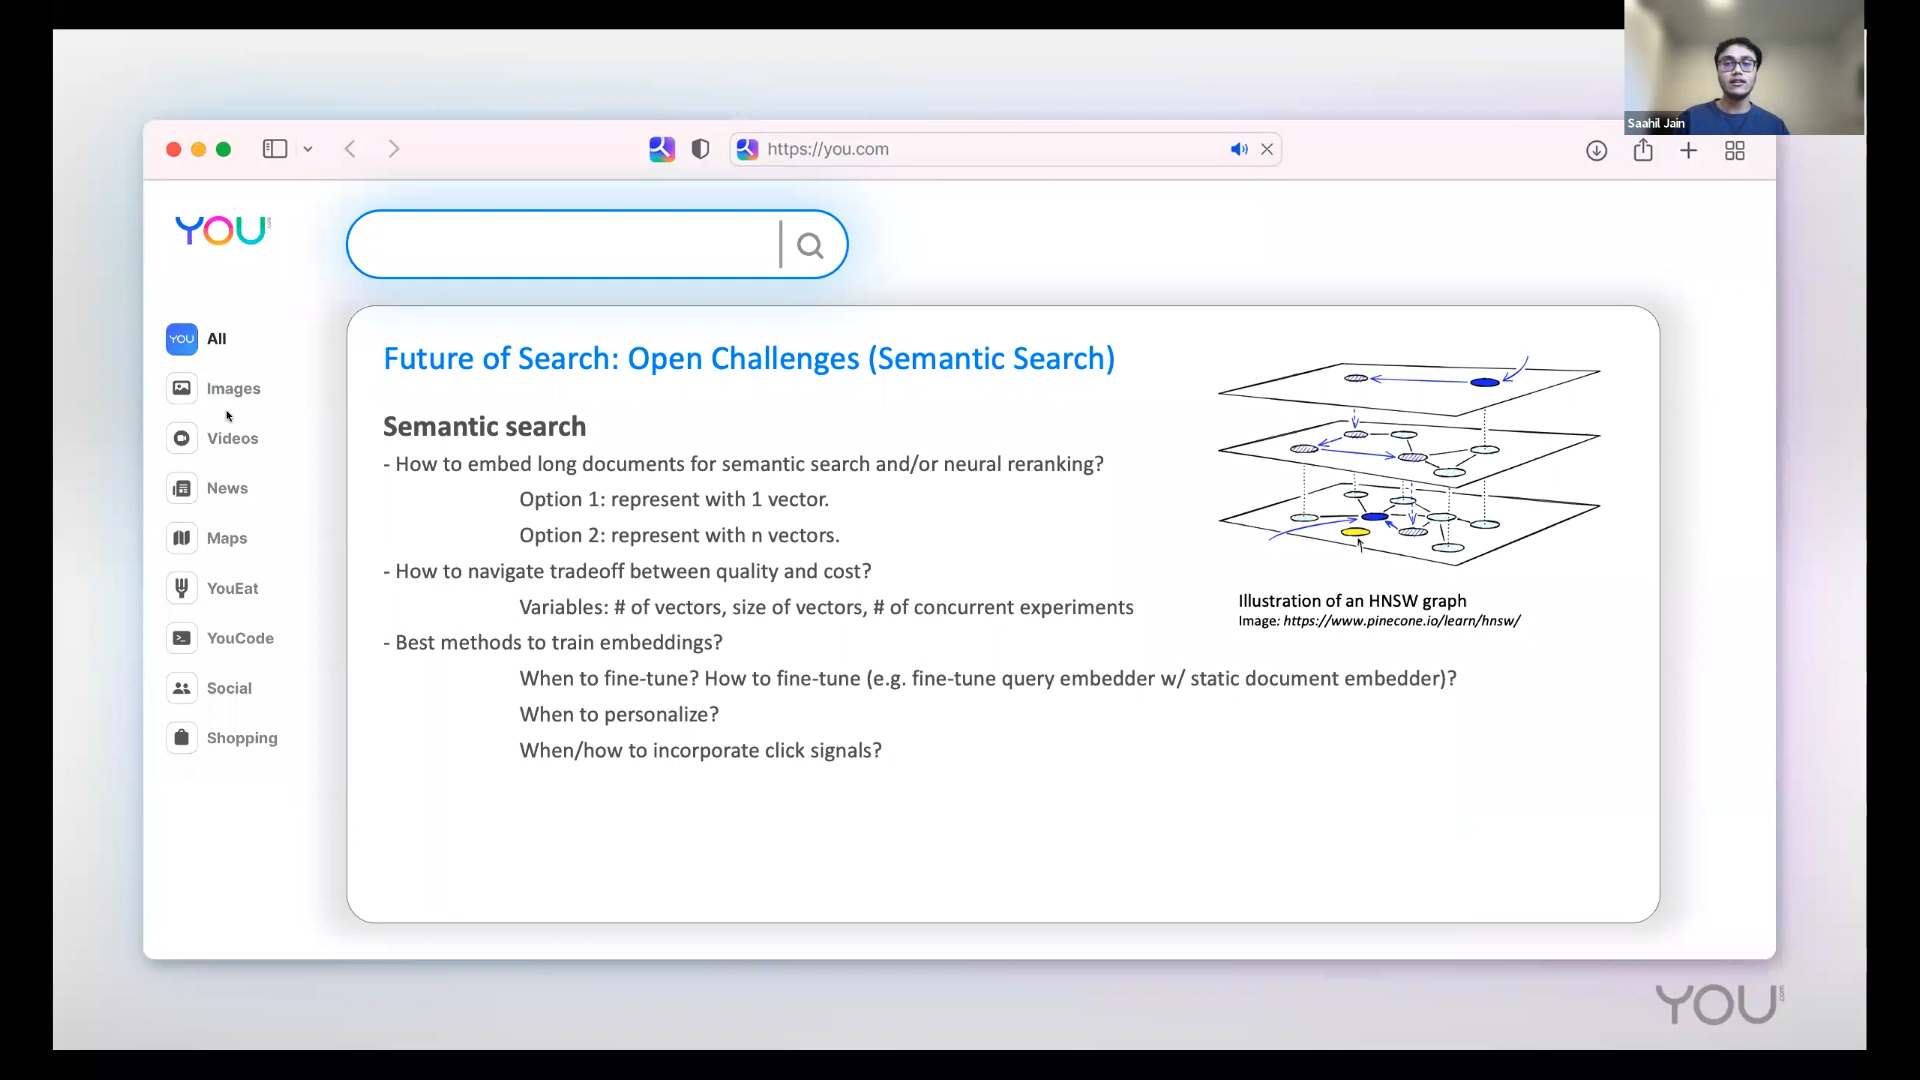 Saahil Jain
https://you.com
YOU
.com
YOU
All
Images
Videos
News
Maps
YouEat
YouCode
Social
Shopping
Future of Search: Open Challenges (Semantic Search)
Semantic search
- How to embed long documents for semantic search and/or neural reranking?
Option 1: represent with 1 vector.
Option 2: represent with n vectors.
- How to navigate tradeoff between quality and cost?
Variables: # of vectors, size of vectors, # of concurrent experiments
- Best methods to train embeddings?
When to fine-tune? How to fine-tune (e.g. fine-tune query embedder w/ static document embedder)?
When to personalize?
When/how to incorporate click signals?
Illustration of an HNSW graph
Image: https://www.pinecone.io/learn/hnsw/
YOU
.com